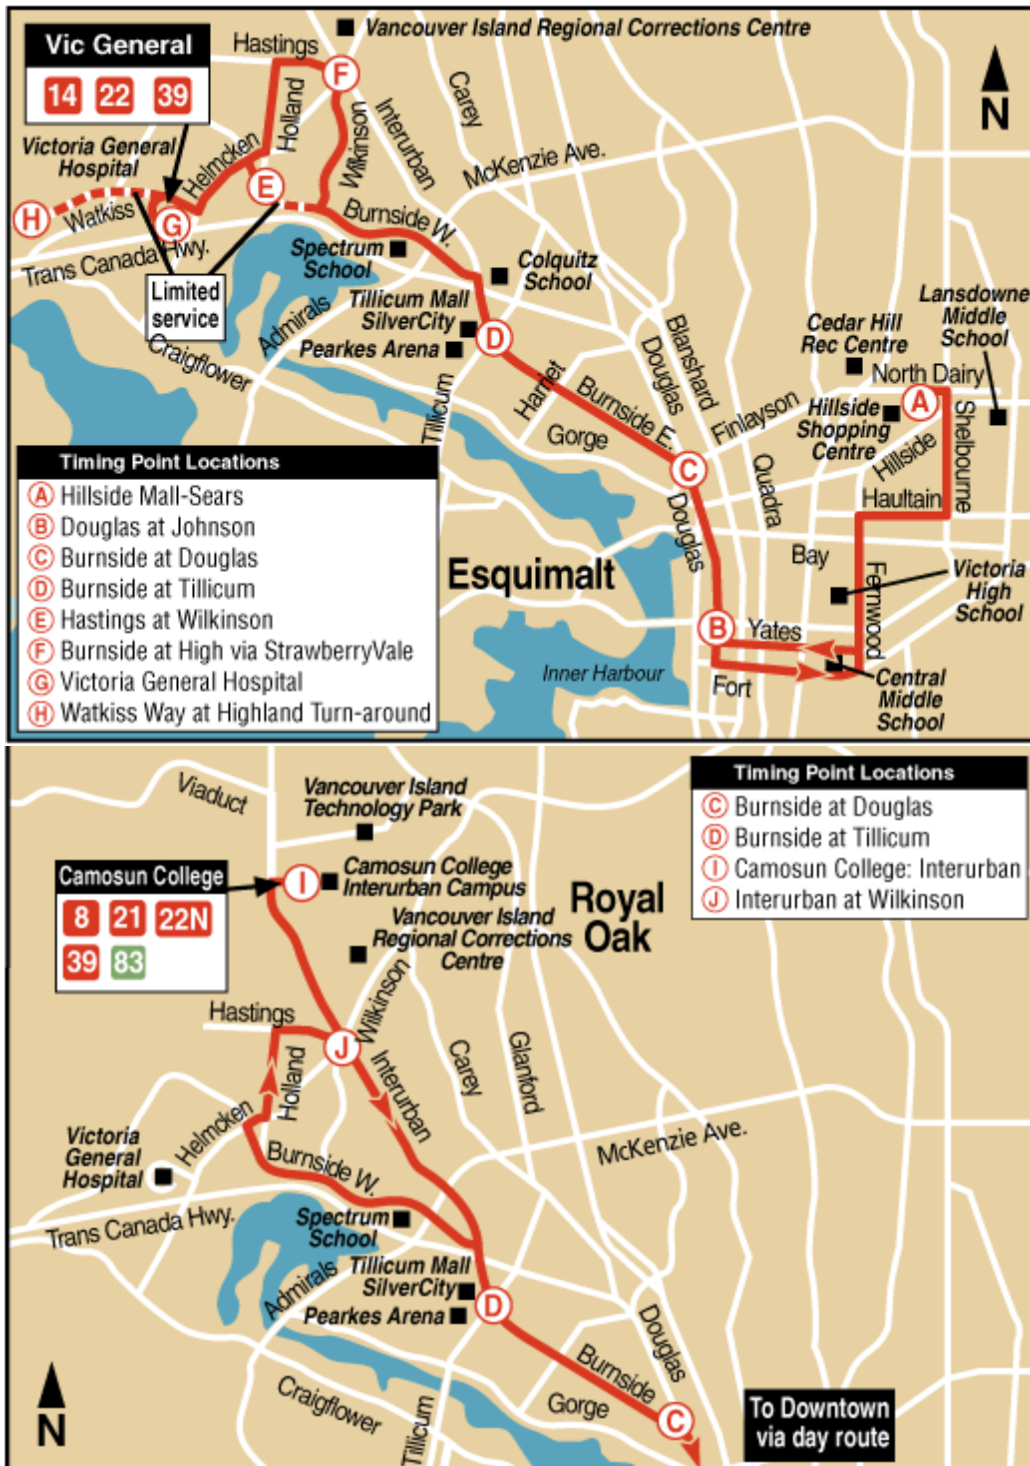 Vic General
14 22 39
Hastings
Vancouver Island Regional Corrections Centre
N
Victoria General
Hospital
Helmcken
Holland
Wilkinson
Interurban
Carey
McKenzie Ave.
F
E
H
G
Watkiss
Trans Canada Hwy.
Burnside W.
Limited
service
Spectrum
School
Colquitz
School
Admirals
Tillicum Mall
SilverCity
Pearkes Arena
D
Craigflower
Tillicum
Harriet
Burnside E.
Gorge
Douglas
Blanshard
Finlayson
Cedar Hill
Rec Centre
Lansdowne
Middle
School
North Dairy
A
Hillside
Shopping
Centre
Hillside
Shelbourne
Haultain
C
Quadra
Douglas
Bay
Fernwood
Victoria
High
School
Esquimalt
B
Yates
Inner Harbour
Fort
Central
Middle
School
Timing Point Locations
A Hillside Mall-Sears
B Douglas at Johnson
C Burnside at Douglas
D Burnside at Tillicum
E Hastings at Wilkinson
F Burnside at High via StrawberryVale
G Victoria General Hospital
H Watkiss Way at Highland Turn-around
Viaduct
Vancouver Island
Technology Park
Timing Point Locations
C Burnside at Douglas
D Burnside at Tillicum
I Camosun College: Interurban
J Interurban at Wilkinson
Camosun College
8 21 22N
39 83
I
Camosun College
Interurban Campus
Royal
Oak
Vancouver Island
Regional Corrections
Centre
Hastings
Wilkinson
J
Holland
Interurban
Carey
Glanford
McKenzie Ave.
Victoria
General
Hospital
Helmcken
Burnside W.
Trans Canada Hwy.
Spectrum
School
Admirals
Tillicum Mall
SilverCity
Pearkes Arena
D
Douglas
Burnside
Gorge
C
N
Craigflower
Tillicum
To Downtown
via day route